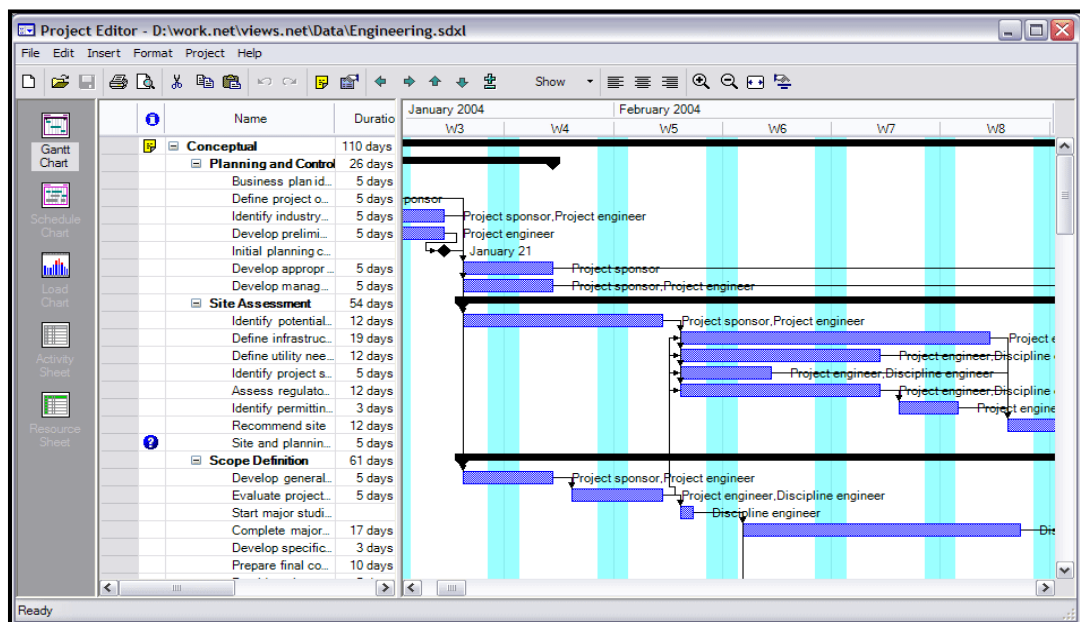 Project Editor - D:\work.net\views.net\Data\Engineering.sdxl
File Edit Insert Format Project Help
Show
January 2004 February 2004
Name Duratio W3 W4 W5 W6 W7 W8
Gantt Chart
Schedule Chart
Load Chart
Activity Sheet
Resource Sheet
Conceptual 110 days
Planning and Control 26 days
Business plan id... 5 days
Define project o... 5 days ponsor
Identify industry... 5 days Project sponsor,Project engineer
Develop prelimi... 5 days Project engineer
Initial planning c... January 21
Develop appropr... 5 days Project sponsor
Develop manag... 5 days Project sponsor,Project engineer
Site Assessment 54 days
Identify potential... 12 days Project sponsor,Project engineer
Define infrastruc... 19 days Project e
Define utility nee... 12 days Project engineer,Discipline
Identify project s... 5 days Project engineer,Discipline engineer
Assess regulato... 12 days Project engineer,Discipline
Identify permittin... 3 days Project engine
Recommend site 12 days
? Site and plannin... 5 days
Scope Definition 61 days
Develop general... 5 days Project sponsor,Project engineer
Evaluate project... 5 days Project engineer,Discipline engineer
Start major studi... Discipline engineer
Complete major... 17 days Dis
Develop specific... 3 days
Prepare final co... 10 days
Ready